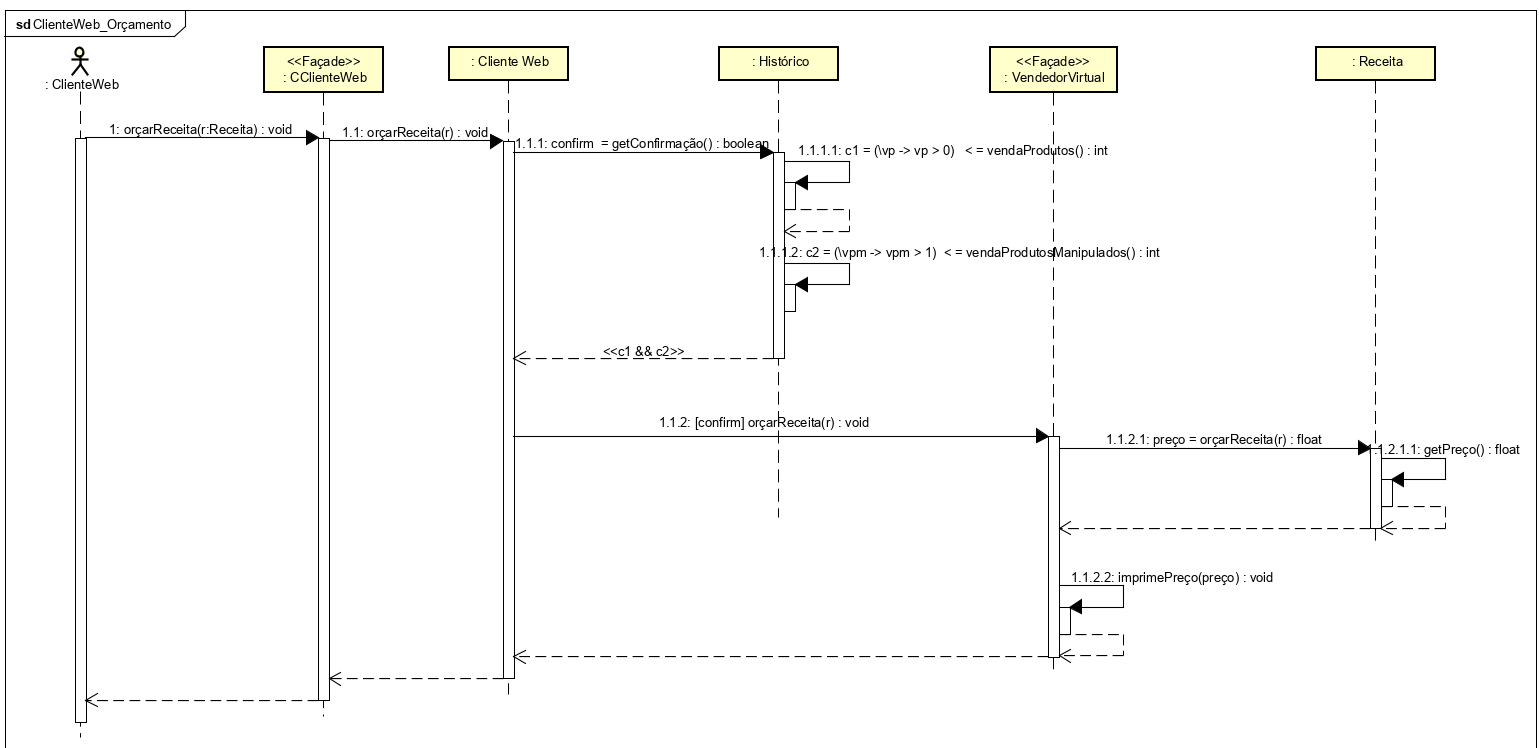 sd ClienteWeb_Orçamento
: ClienteWeb
<<Façade>>
: CClienteWeb
: Cliente Web
: Histórico
<<Façade>>
: VendedorVirtual
: Receita
1: orçarReceita(r:Receita) : void
1.1: orçarReceita(r) : void
1.1.1: confirm = getConfirmação() : boolean
1.1.1.1: c1 = (\vp -> vp > 0) < = vendaProdutos() : int
1.1.1.2: c2 = (\vpm -> vpm > 1) < = vendaProdutosManipulados() : int
<<c1 && c2>>
1.1.2: [confirm] orçarReceita(r) : void
1.1.2.1: preço = orçarReceita(r) : float
1.1.2.1.1: getPreço() : float
1.1.2.2: imprimePreço(preço) : void